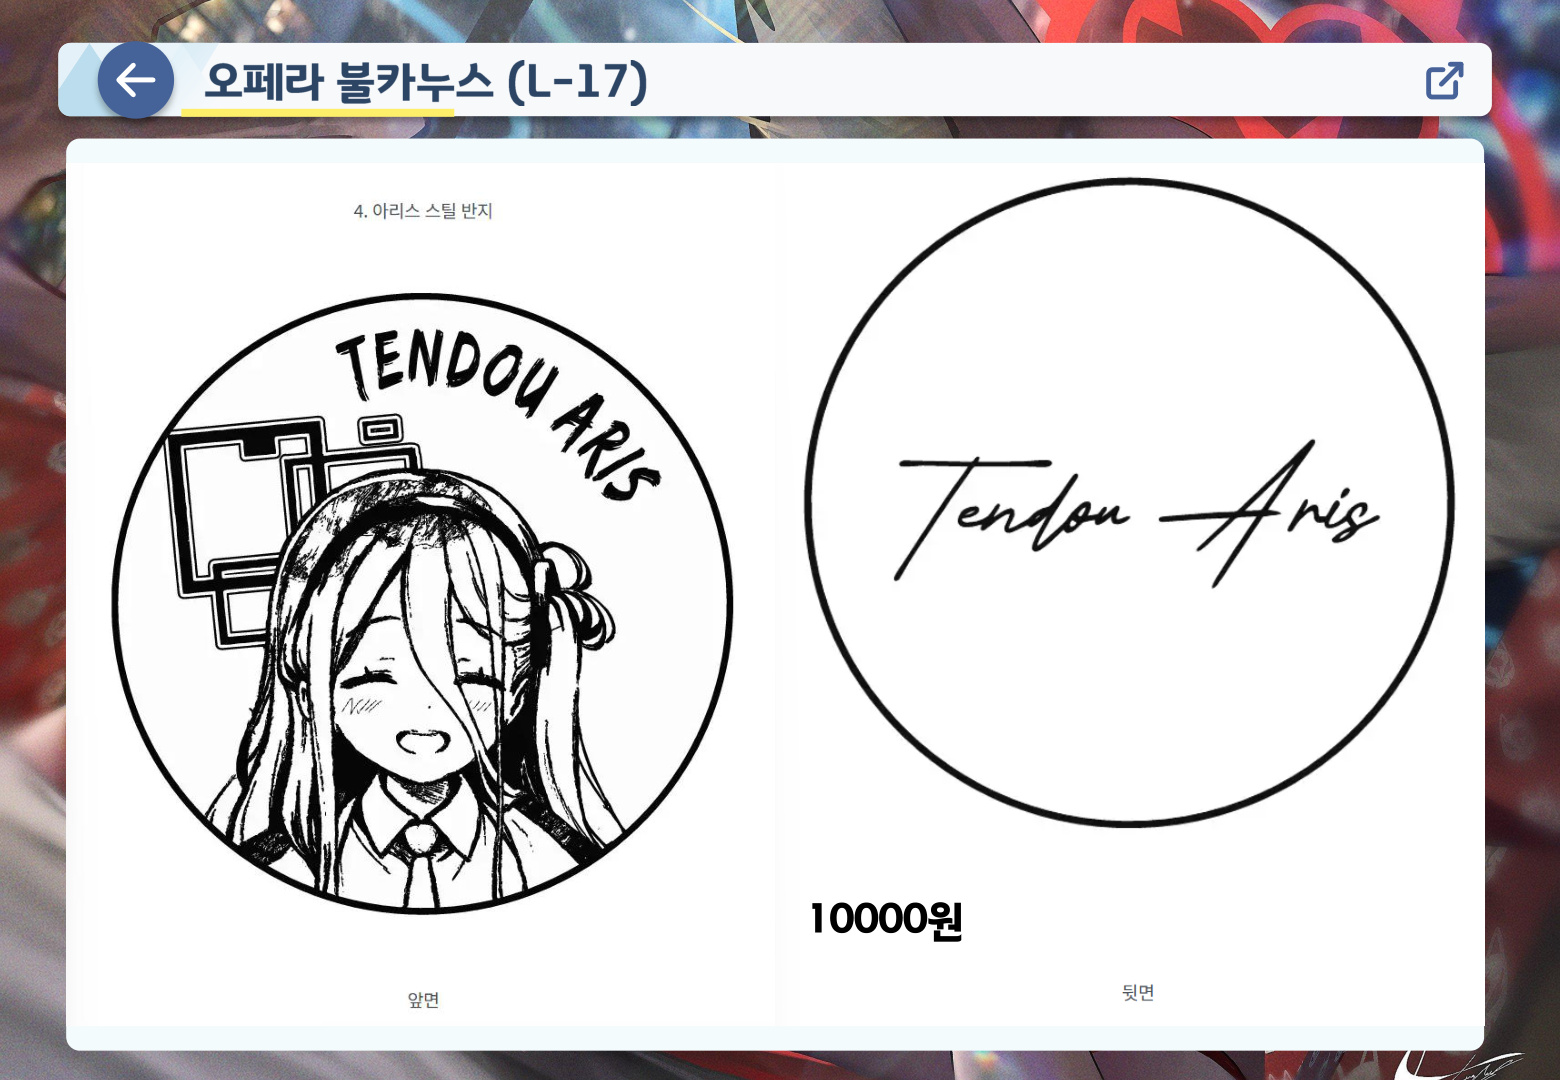 오페라 불카누스 (L-17)
4. 아리스 스틸 반지
TENDOU ARIS
Tendou Aris
10000원
앞면
뒷면